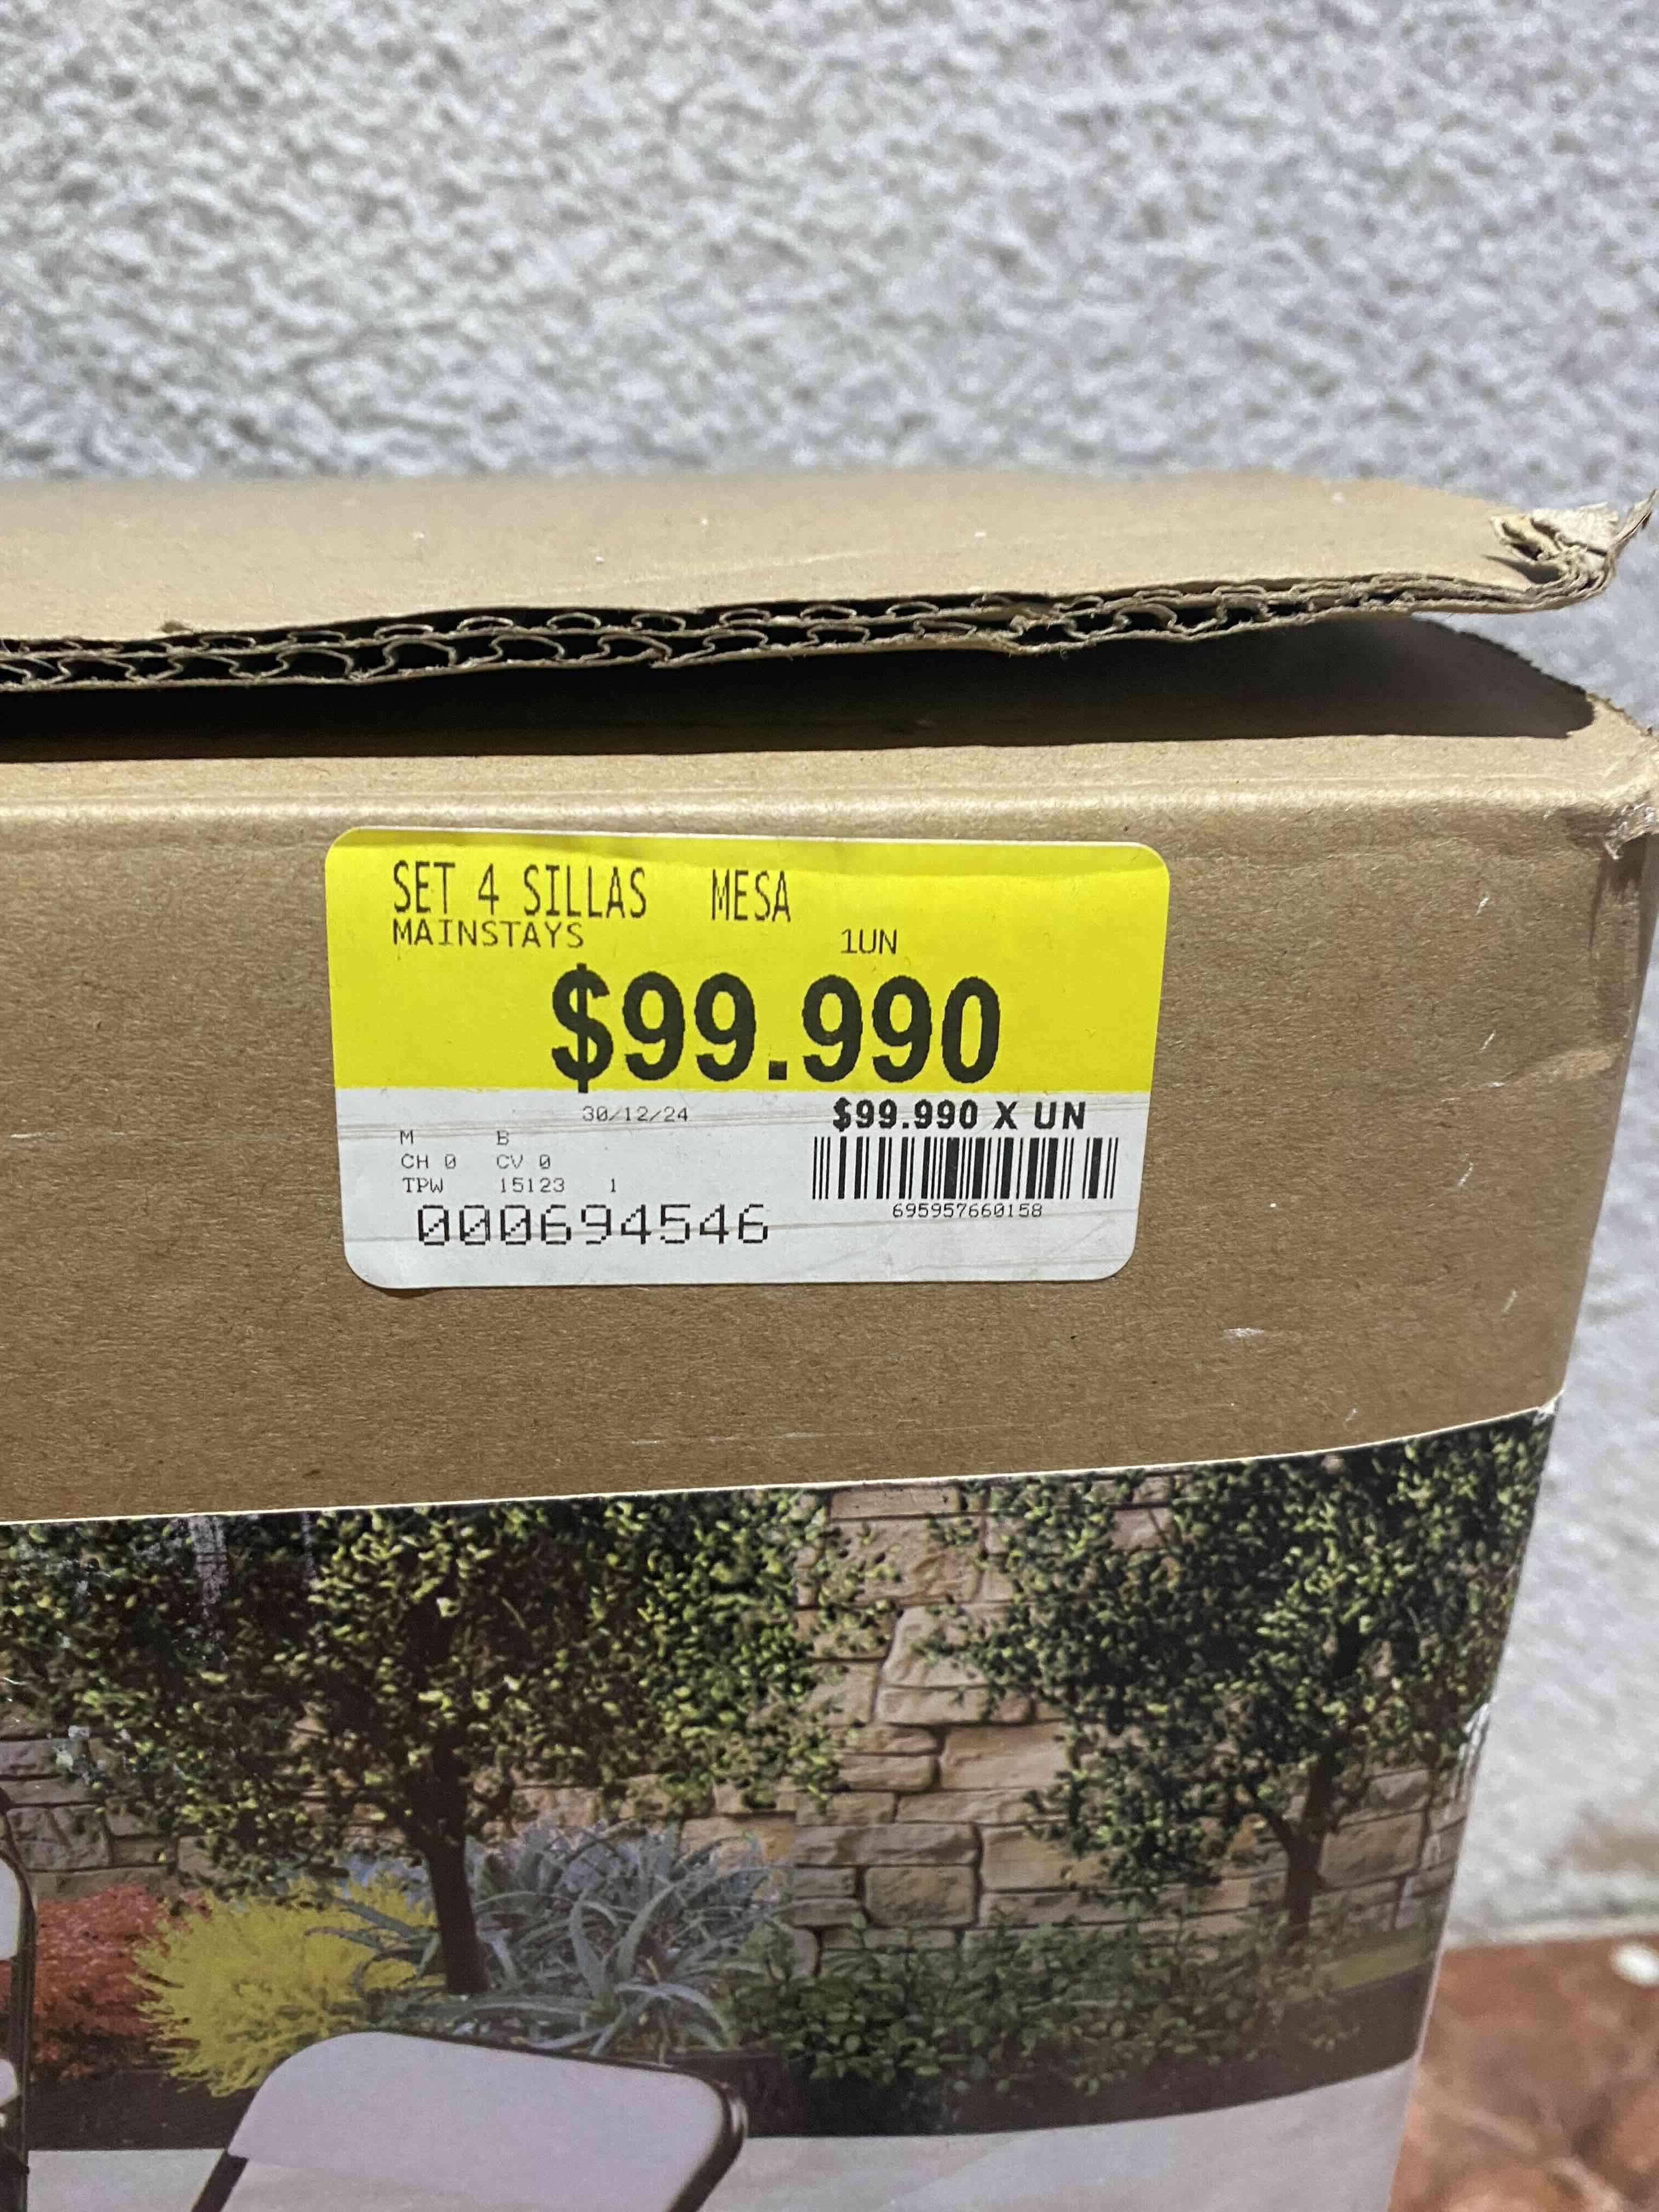 SET 4 SILLAS MESA
MAINSTAYS 1UN
$99.990
30/12/24 $99.990 X UN
M B
CH 0 CV 0
TPW 15123 1
000694546
695957660158